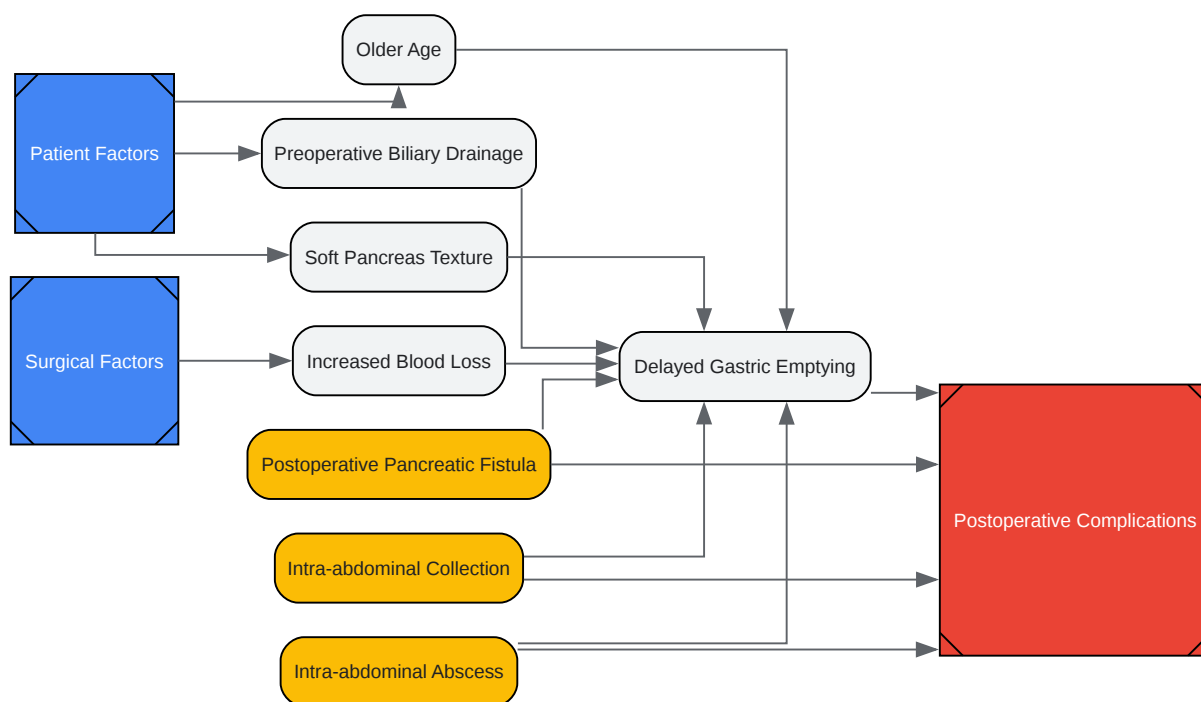 Older Age
Patient Factors
Preoperative Biliary Drainage
Soft Pancreas Texture
Surgical Factors
Increased Blood Loss
Delayed Gastric Emptying
Postoperative Pancreatic Fistula
Postoperative Complications
Intra-abdominal Collection
Intra-abdominal Abscess